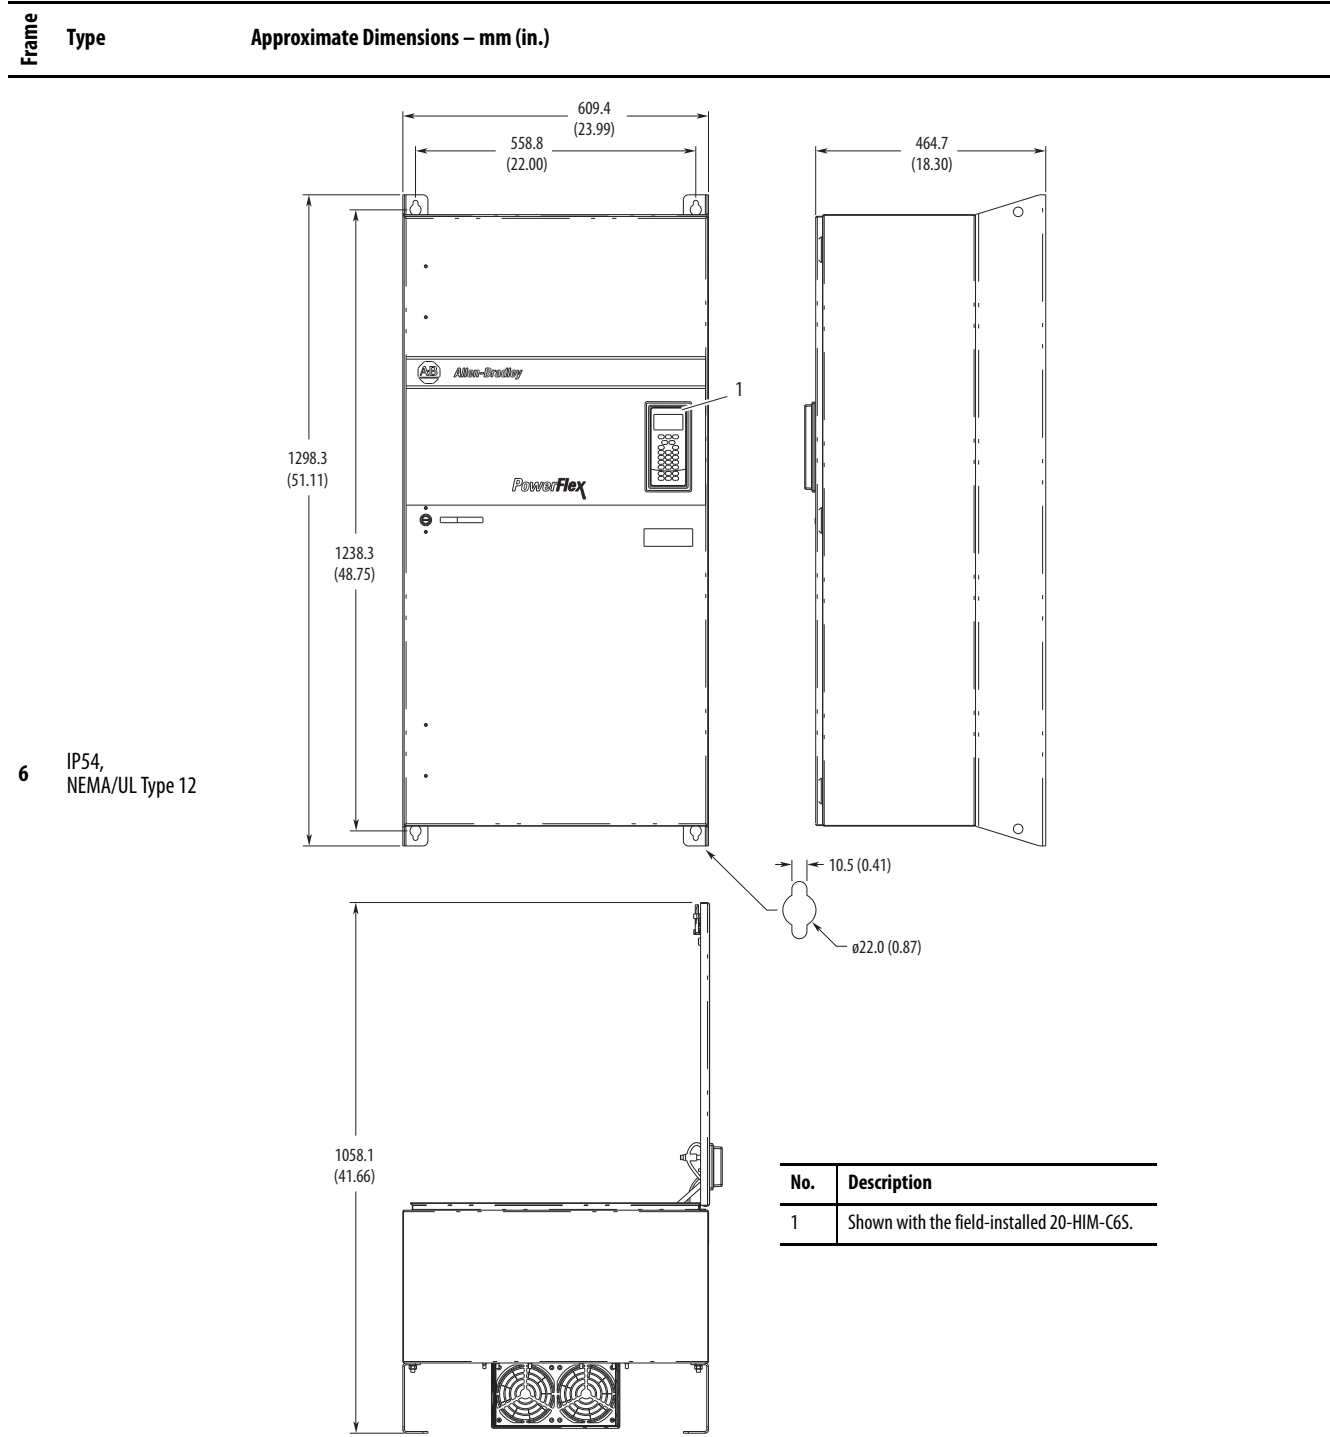 Frame
Type
Approximate Dimensions – mm (in.)
609.4
(23.99)
558.8
(22.00)
464.7
(18.30)
AB
Allen-Bradley
1
1298.3
(51.11)
PowerFlex
1238.3
(48.75)
6
IP54,
NEMA/UL Type 12
10.5 (0.41)
ø22.0 (0.87)
1058.1
(41.66)
No. Description
1 Shown with the field-installed 20-HIM-C6S.